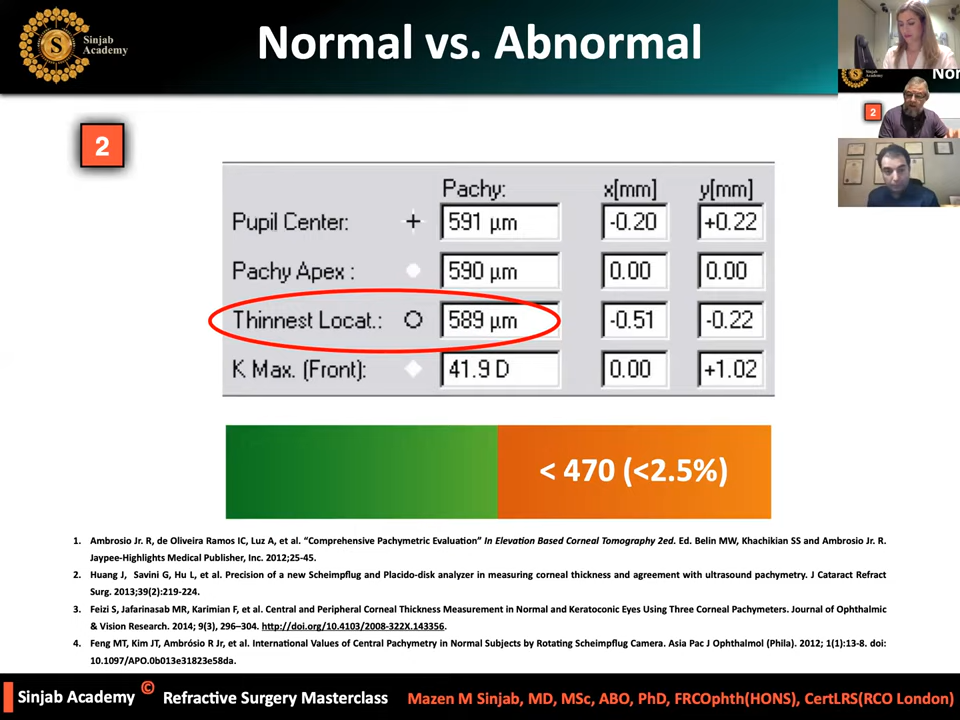 S
Sinjab
Academy
Normal vs. Abnormal
Nor
2
2
Pachy: x[mm] y[mm]
Pupil Center: + 591 µm -0.20 +0.22
Pachy Apex : 590 µm 0.00 0.00
Thinnest Locat.: O 589 µm -0.51 -0.22
K Max. (Front): 41.9 D 0.00 +1.02
< 470 (<2.5%)
1. Ambrosio Jr. R, de Oliveira Ramos IC, Luz A, et al. “Comprehensive Pachymetric Evaluation” In Elevation Based Corneal Tomography 2ed. Ed. Belin MW, Khachikian SS and Ambrosio Jr. R.
Jaypee-Highlights Medical Publisher, Inc. 2012;25-45.
2. Huang J, Savini G, Hu L, et al. Precision of a new Scheimpflug and Placido-disk analyzer in measuring corneal thickness and agreement with ultrasound pachymetry. J Cataract Refract
Surg. 2013;39(2):219-224.
3. Feizi S, Jafarinasab MR, Karimian F, et al. Central and Peripheral Corneal Thickness Measurement in Normal and Keratoconic Eyes Using Three Corneal Pachymeters. Journal of Ophthalmic
& Vision Research. 2014; 9(3), 296–304. http://doi.org/10.4103/2008-322X.143356.
4. Feng MT, Kim JT, Ambrósio R Jr, et al. International Values of Central Pachymetry in Normal Subjects by Rotating Scheimpflug Camera. Asia Pac J Ophthalmol (Phila). 2012; 1(1):13-8. doi:
10.1097/APO.0b013e31823e58da.
Sinjab Academy © Refractive Surgery Masterclass Mazen M Sinjab, MD, MSc, ABO, PhD, FRCOphth(HONS), CertLRS(RCO London)